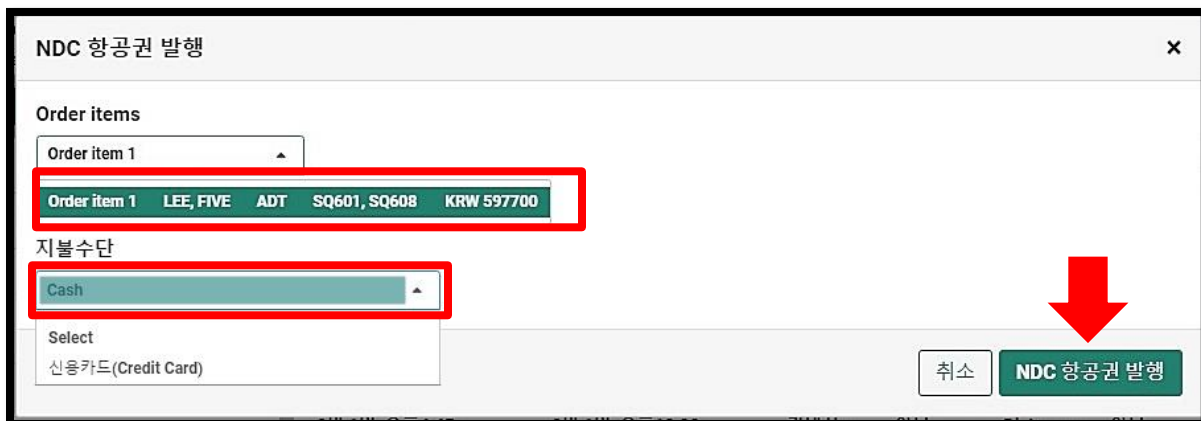 NDC 항공권 발행 ×
Order items
Order item 1
Order item 1 LEE, FIVE ADT SQ601, SQ608 KRW 597700
지불수단
Cash
Select
신용카드(Credit Card)
취소 NDC 항공권 발행